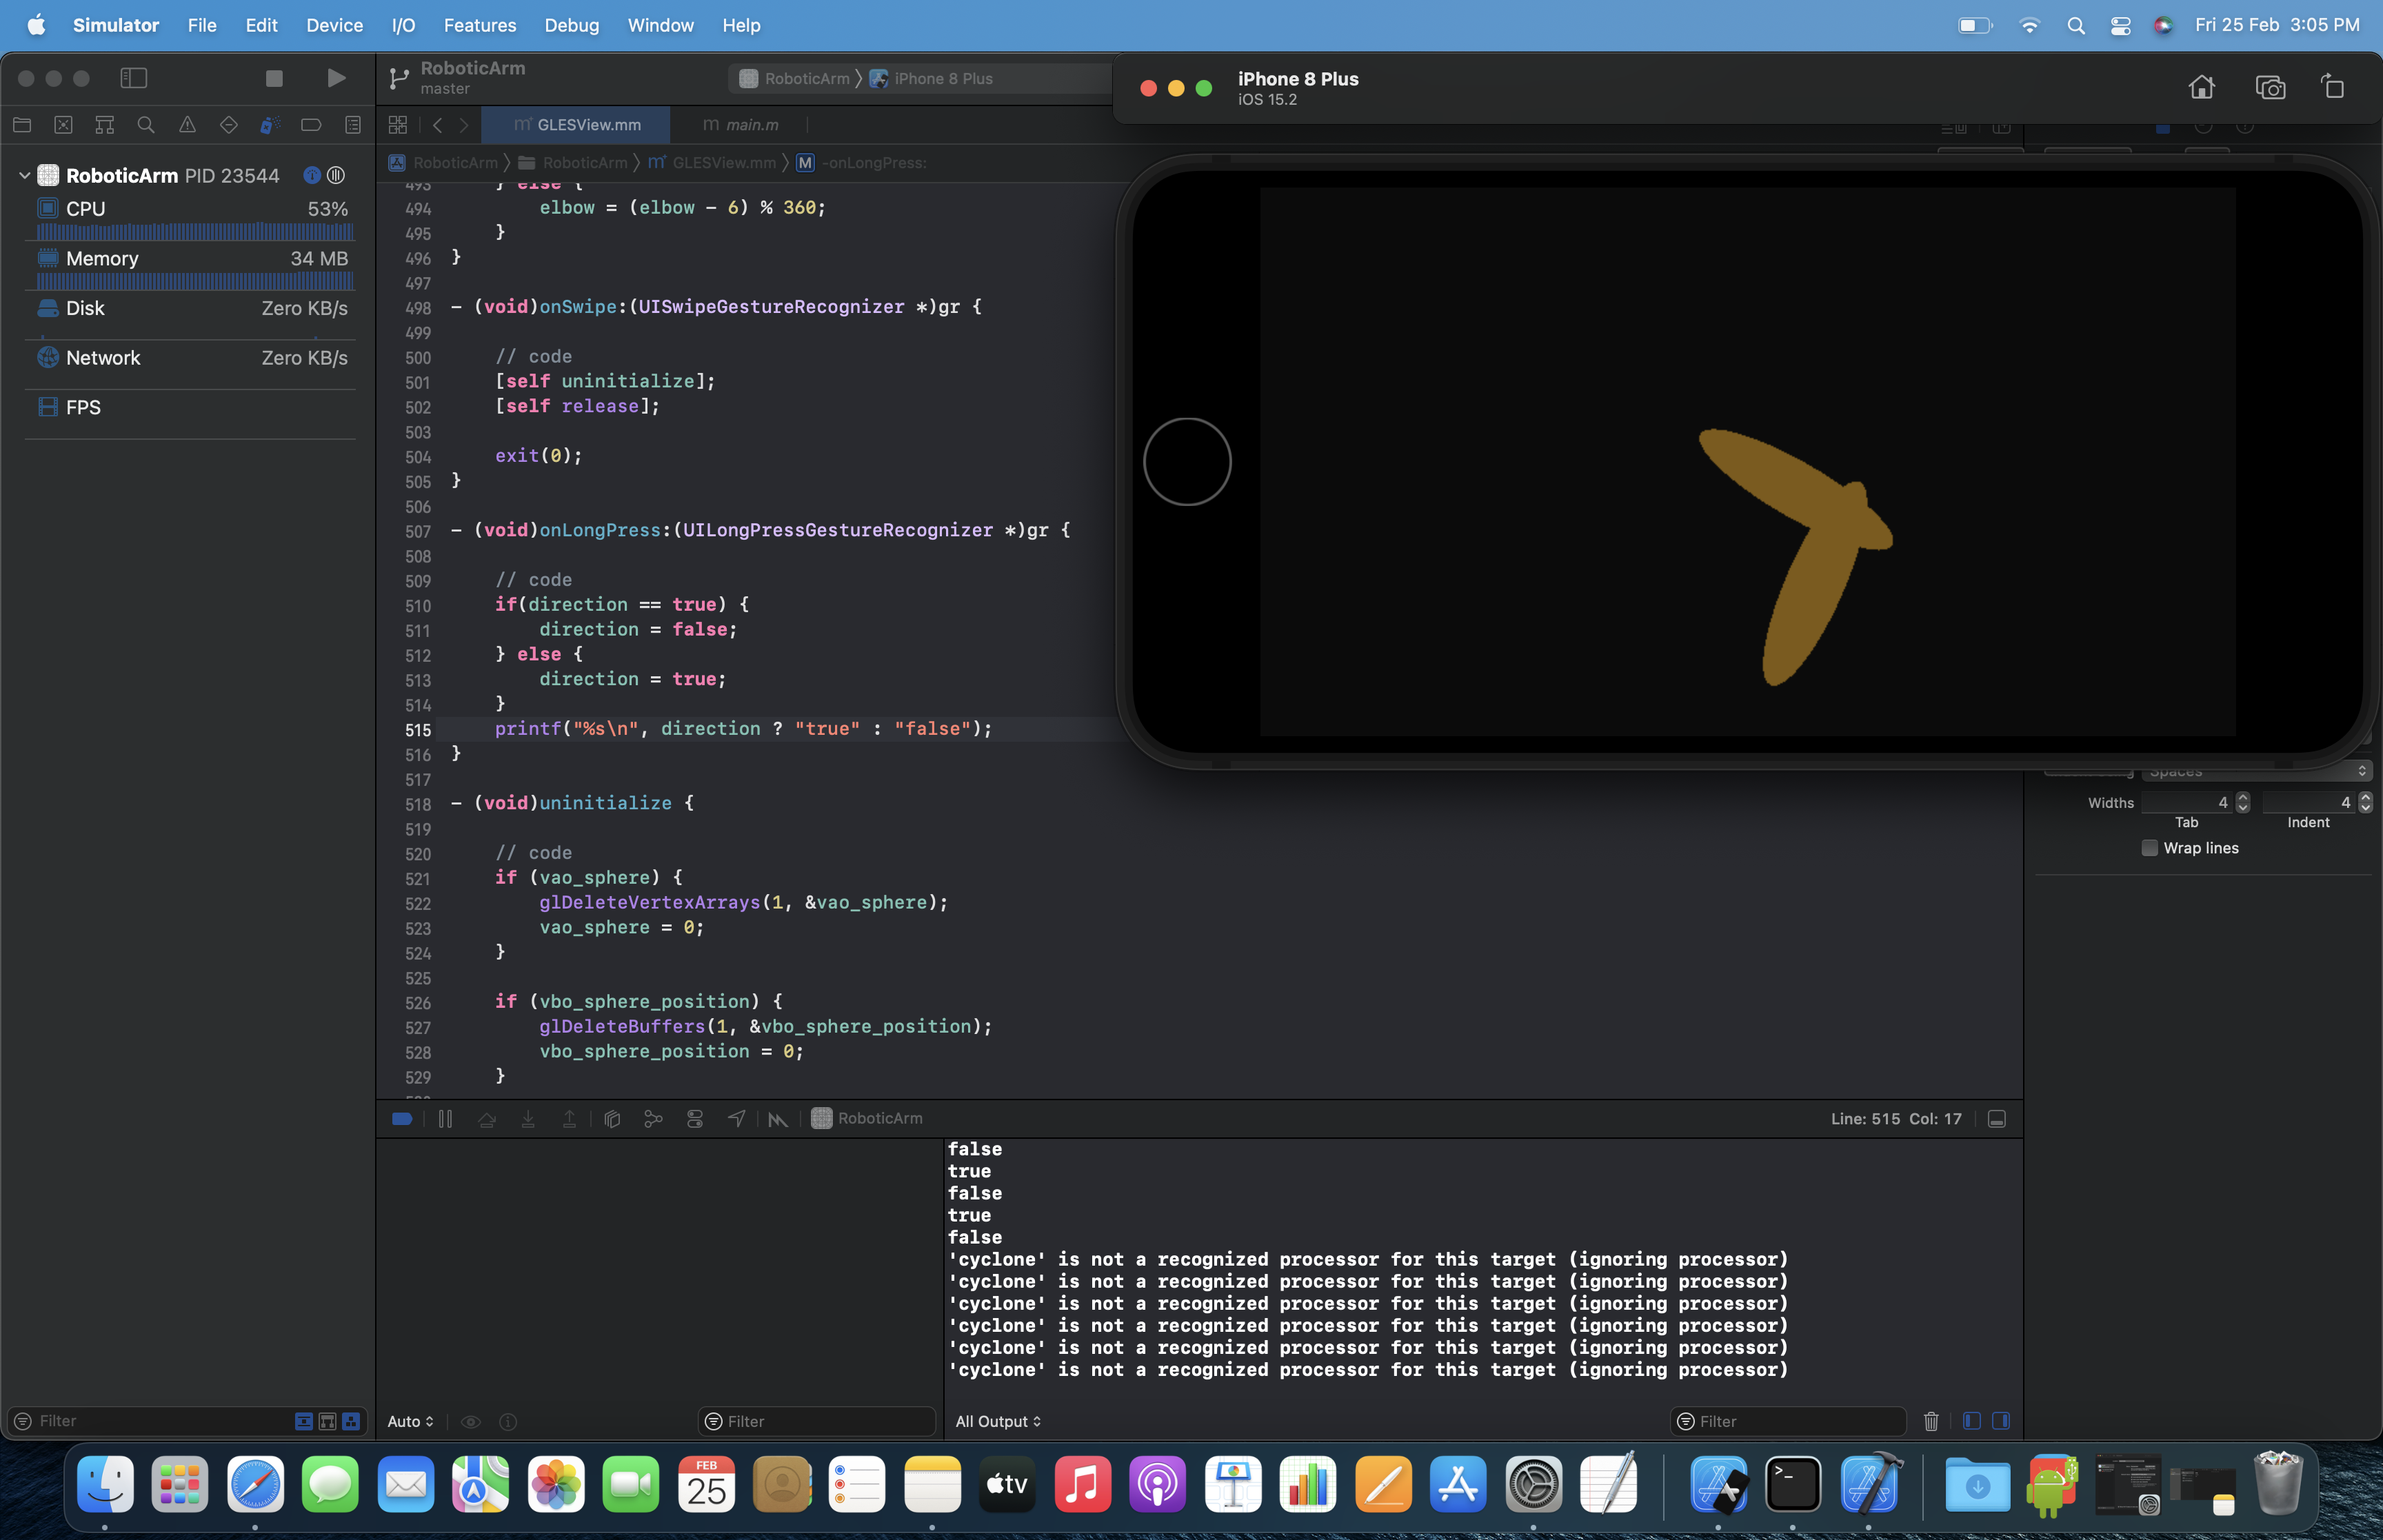 Simulator File Edit Device I/O Features Debug Window Help Fri 25 Feb 3:05 PM
RoboticArm
master
RoboticArm iPhone 8 Plus
iPhone 8 Plus
iOS 15.2
GLESView.mm
main.m
RoboticArm RoboticArm GLESView.mm M -onLongPress:
RoboticArm PID 23544
CPU 53%
Memory 34 MB
Disk Zero KB/s
Network Zero KB/s
FPS
493 } else {
494 elbow = (elbow - 6) % 360;
495 }
496 }
497
498 - (void)onSwipe:(UISwipeGestureRecognizer *)gr {
499
500 // code
501 [self uninitialize];
502 [self release];
503
504 exit(0);
505 }
506
507 - (void)onLongPress:(UILongPressGestureRecognizer *)gr {
508
509 // code
510 if(direction == true) {
511 direction = false;
512 } else {
513 direction = true;
514 }
515 printf("%s\n", direction ? "true" : "false");
516 }
517
518 - (void)uninitialize {
519
520 // code
521 if (vao_sphere) {
522 glDeleteVertexArrays(1, &vao_sphere);
523 vao_sphere = 0;
524 }
525
526 if (vbo_sphere_position) {
527 glDeleteBuffers(1, &vbo_sphere_position);
528 vbo_sphere_position = 0;
529 }
Spaces
Widths 4 4
Tab Indent
Wrap lines
RoboticArm
Line: 515 Col: 17
false
true
false
true
false
'cyclone' is not a recognized processor for this target (ignoring processor)
'cyclone' is not a recognized processor for this target (ignoring processor)
'cyclone' is not a recognized processor for this target (ignoring processor)
'cyclone' is not a recognized processor for this target (ignoring processor)
'cyclone' is not a recognized processor for this target (ignoring processor)
'cyclone' is not a recognized processor for this target (ignoring processor)
Filter
Auto
Filter
All Output
Filter
FEB
25
tv